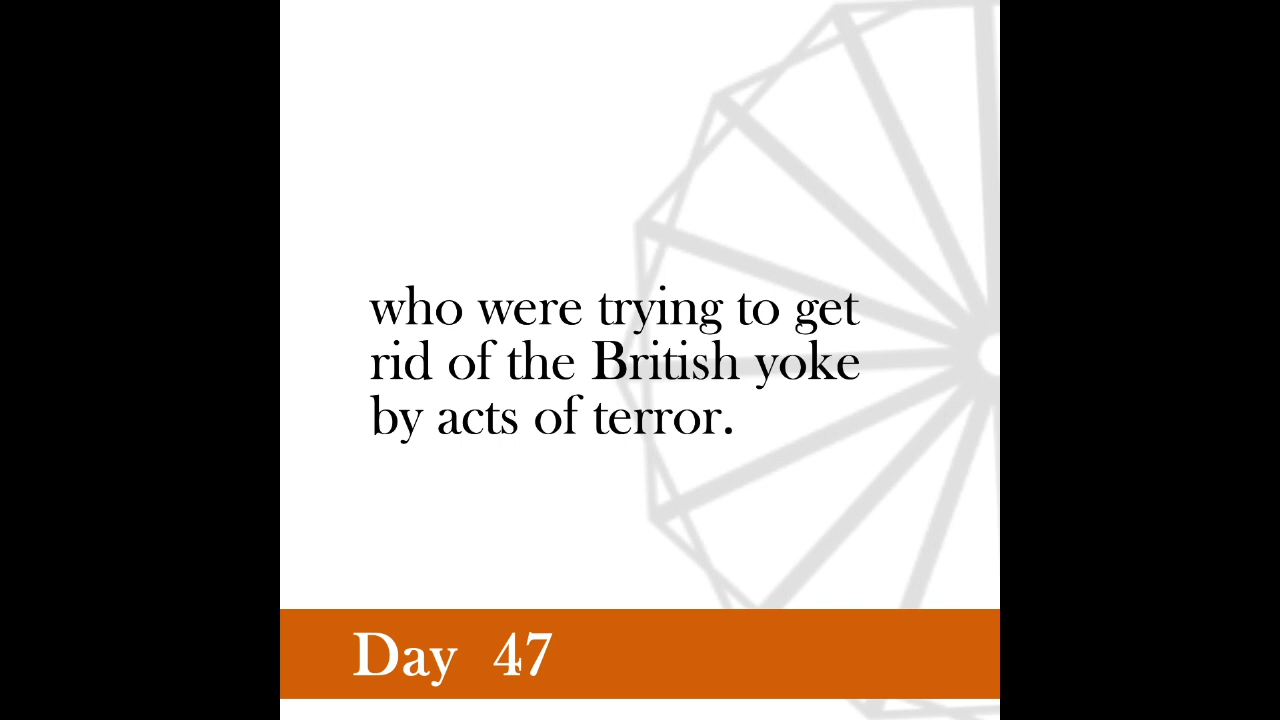 who were trying to get
rid of the British yoke
by acts of terror.
Day 47